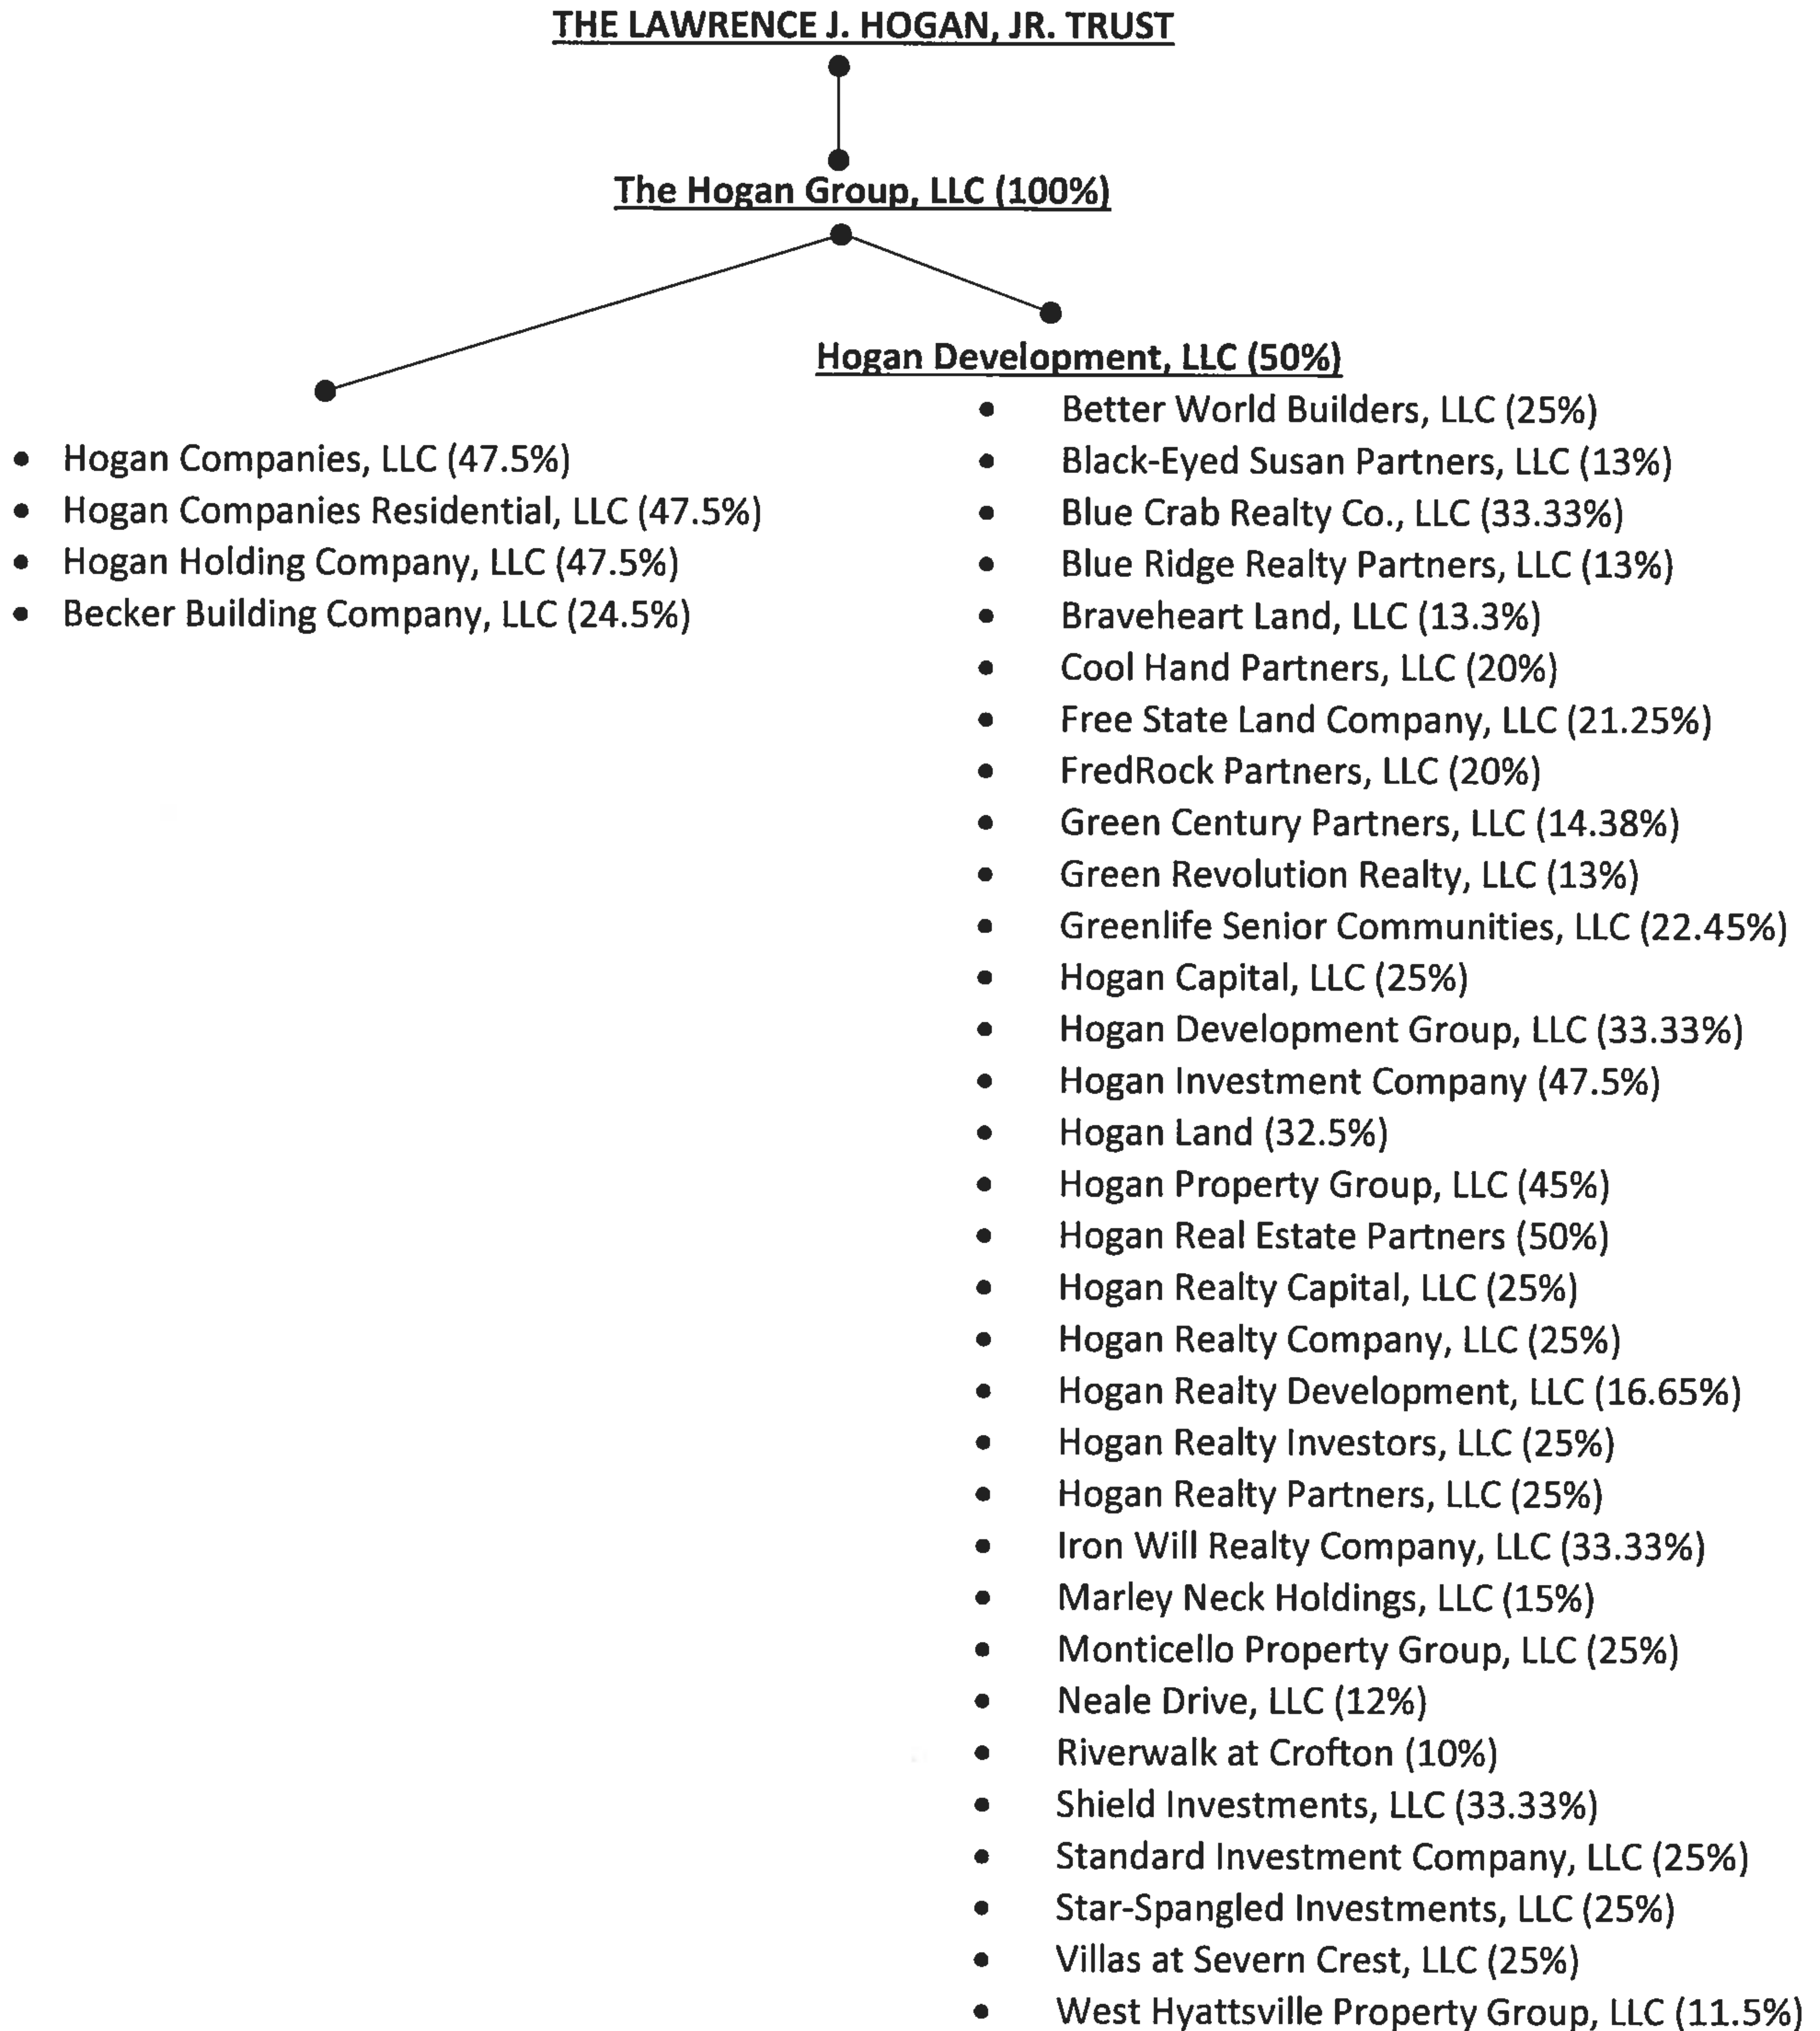 THE LAWRENCE J. HOGAN, JR. TRUST
The Hogan Group, LLC (100%)
• Hogan Companies, LLC (47.5%)
• Hogan Companies Residential, LLC (47.5%)
• Hogan Holding Company, LLC (47.5%)
• Becker Building Company, LLC (24.5%)
Hogan Development, LLC (50%)
• Better World Builders, LLC (25%)
• Black-Eyed Susan Partners, LLC (13%)
• Blue Crab Realty Co., LLC (33.33%)
• Blue Ridge Realty Partners, LLC (13%)
• Braveheart Land, LLC (13.3%)
• Cool Hand Partners, LLC (20%)
• Free State Land Company, LLC (21.25%)
• FredRock Partners, LLC (20%)
• Green Century Partners, LLC (14.38%)
• Green Revolution Realty, LLC (13%)
• Greenlife Senior Communities, LLC (22.45%)
• Hogan Capital, LLC (25%)
• Hogan Development Group, LLC (33.33%)
• Hogan Investment Company (47.5%)
• Hogan Land (32.5%)
• Hogan Property Group, LLC (45%)
• Hogan Real Estate Partners (50%)
• Hogan Realty Capital, LLC (25%)
• Hogan Realty Company, LLC (25%)
• Hogan Realty Development, LLC (16.65%)
• Hogan Realty Investors, LLC (25%)
• Hogan Realty Partners, LLC (25%)
• Iron Will Realty Company, LLC (33.33%)
• Marley Neck Holdings, LLC (15%)
• Monticello Property Group, LLC (25%)
• Neale Drive, LLC (12%)
• Riverwalk at Crofton (10%)
• Shield Investments, LLC (33.33%)
• Standard Investment Company, LLC (25%)
• Star-Spangled Investments, LLC (25%)
• Villas at Severn Crest, LLC (25%)
• West Hyattsville Property Group, LLC (11.5%)